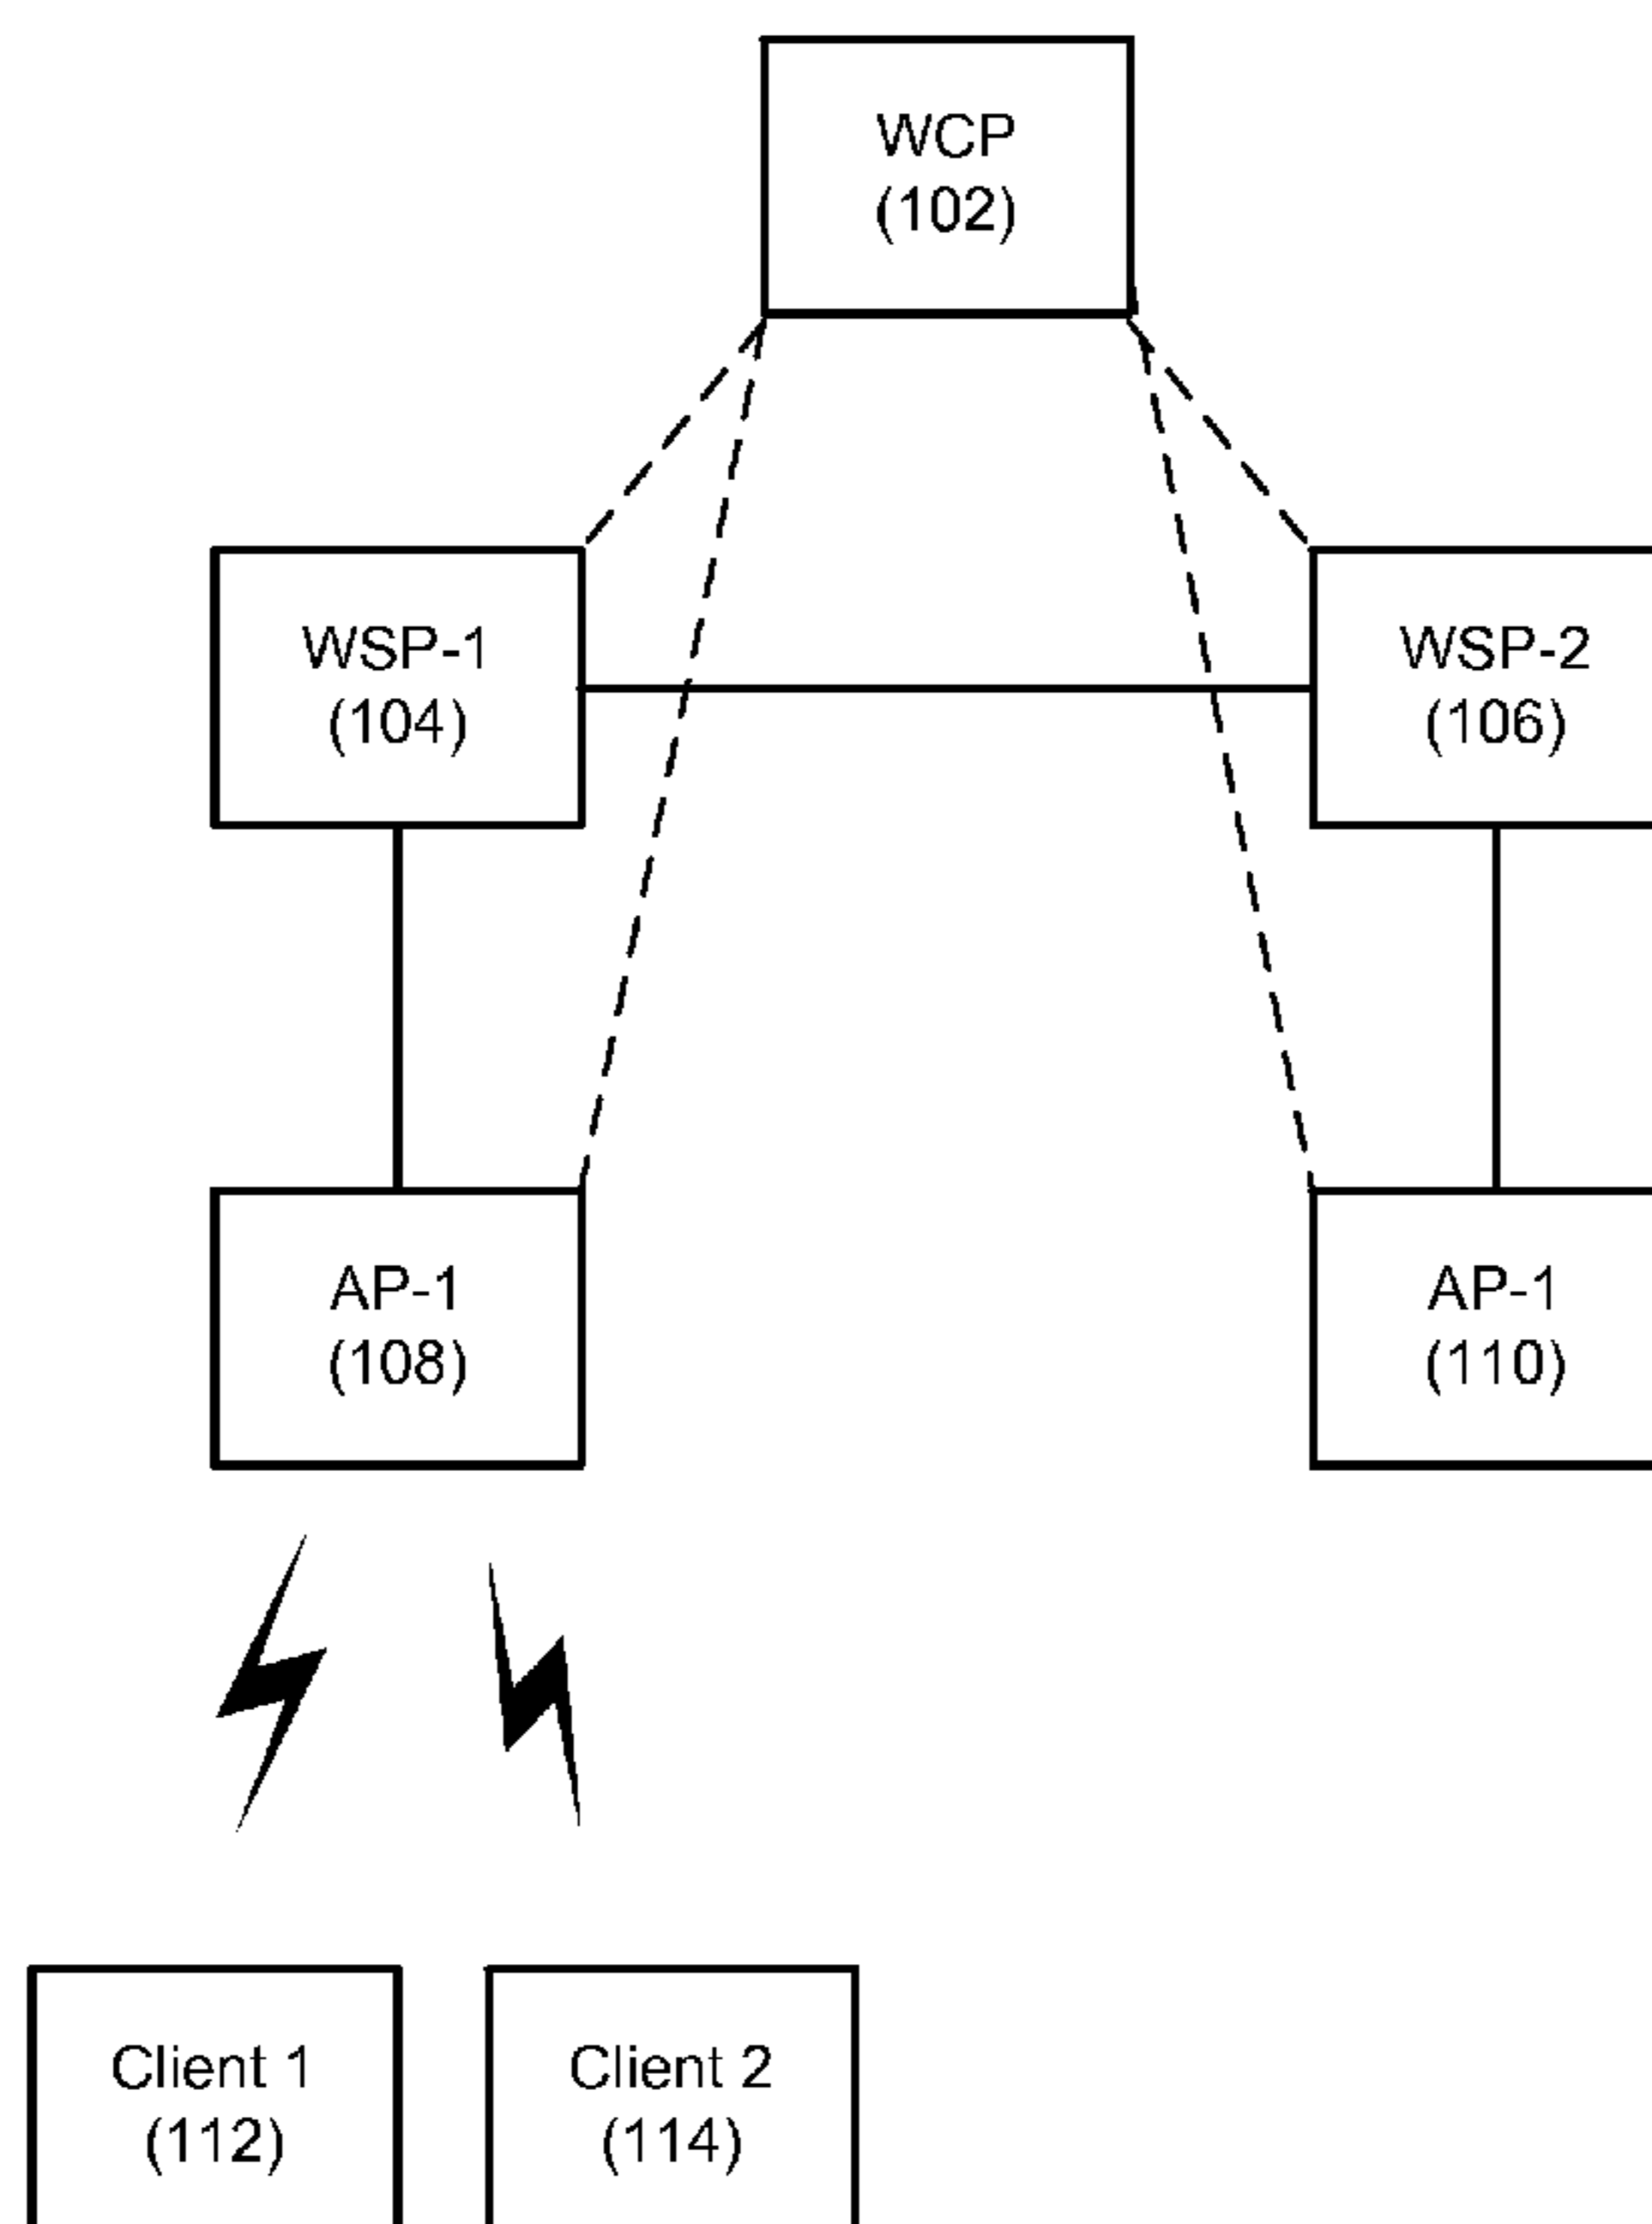 WCP
(102)
WSP-1
(104)
WSP-2
(106)
AP-1
(108)
AP-1
(110)
Client 1
(112)
Client 2
(114)